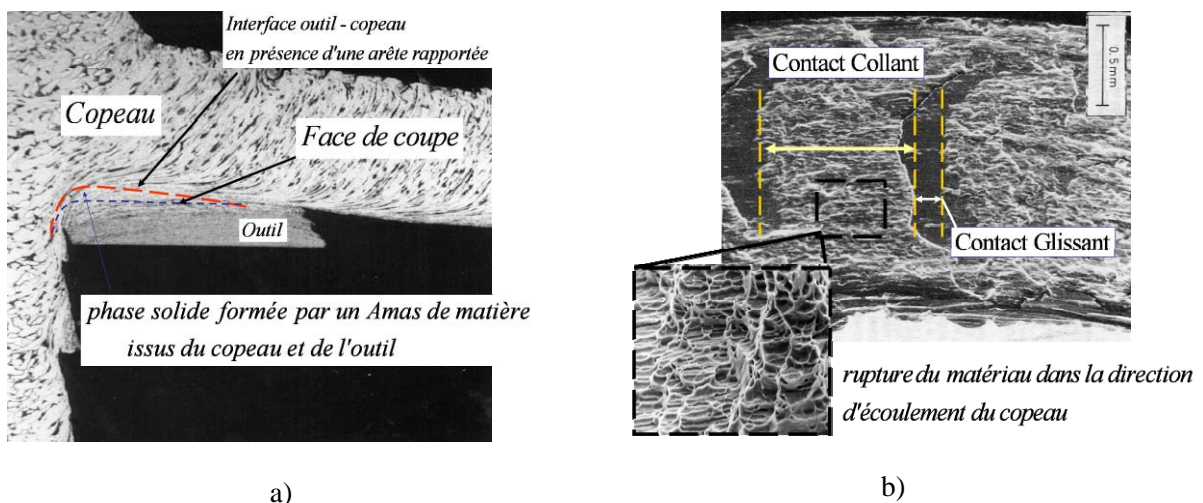 Interface outil - copeau
en présence d'une arête rapportée
Copeau
Face de coupe
Outil
phase solide formée par un Amas de matière
issus du copeau et de l'outil
a)
Contact Collant
0.5 mm
Contact Glissant
rupture du matériau dans la direction
d'écoulement du copeau
b)